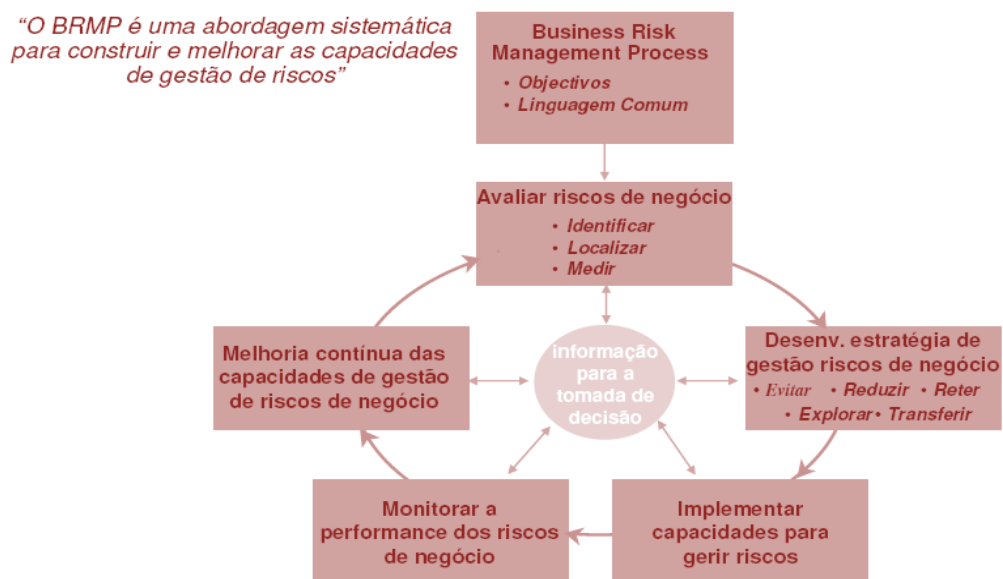 “O BRMP é uma abordagem sistemática
para construir e melhorar as capacidades
de gestão de riscos”
Business Risk
Management Process
• Objectivos
• Linguagem Comum
Avaliar riscos de negócio
• Identificar
• Localizar
• Medir
Desenv. estratégia de
gestão riscos de negócio
• Evitar • Reduzir • Reter
• Explorar • Transferir
Implementar
capacidades para
gerir riscos
Monitorar a
performance dos riscos
de negócio
Melhoria contínua das
capacidades de gestão
de riscos de negócio
informação
para a
tomada de
decisão